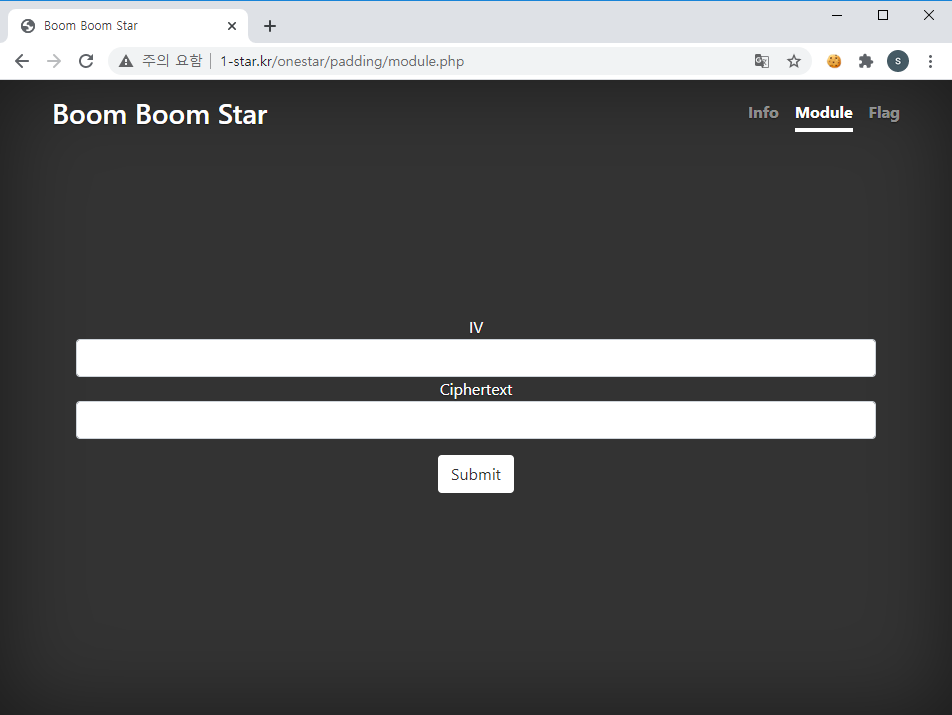 Boom Boom Star
주의 요함 1-star.kr/onestar/padding/module.php
S
Boom Boom Star
Info Module Flag
IV
Ciphertext
Submit